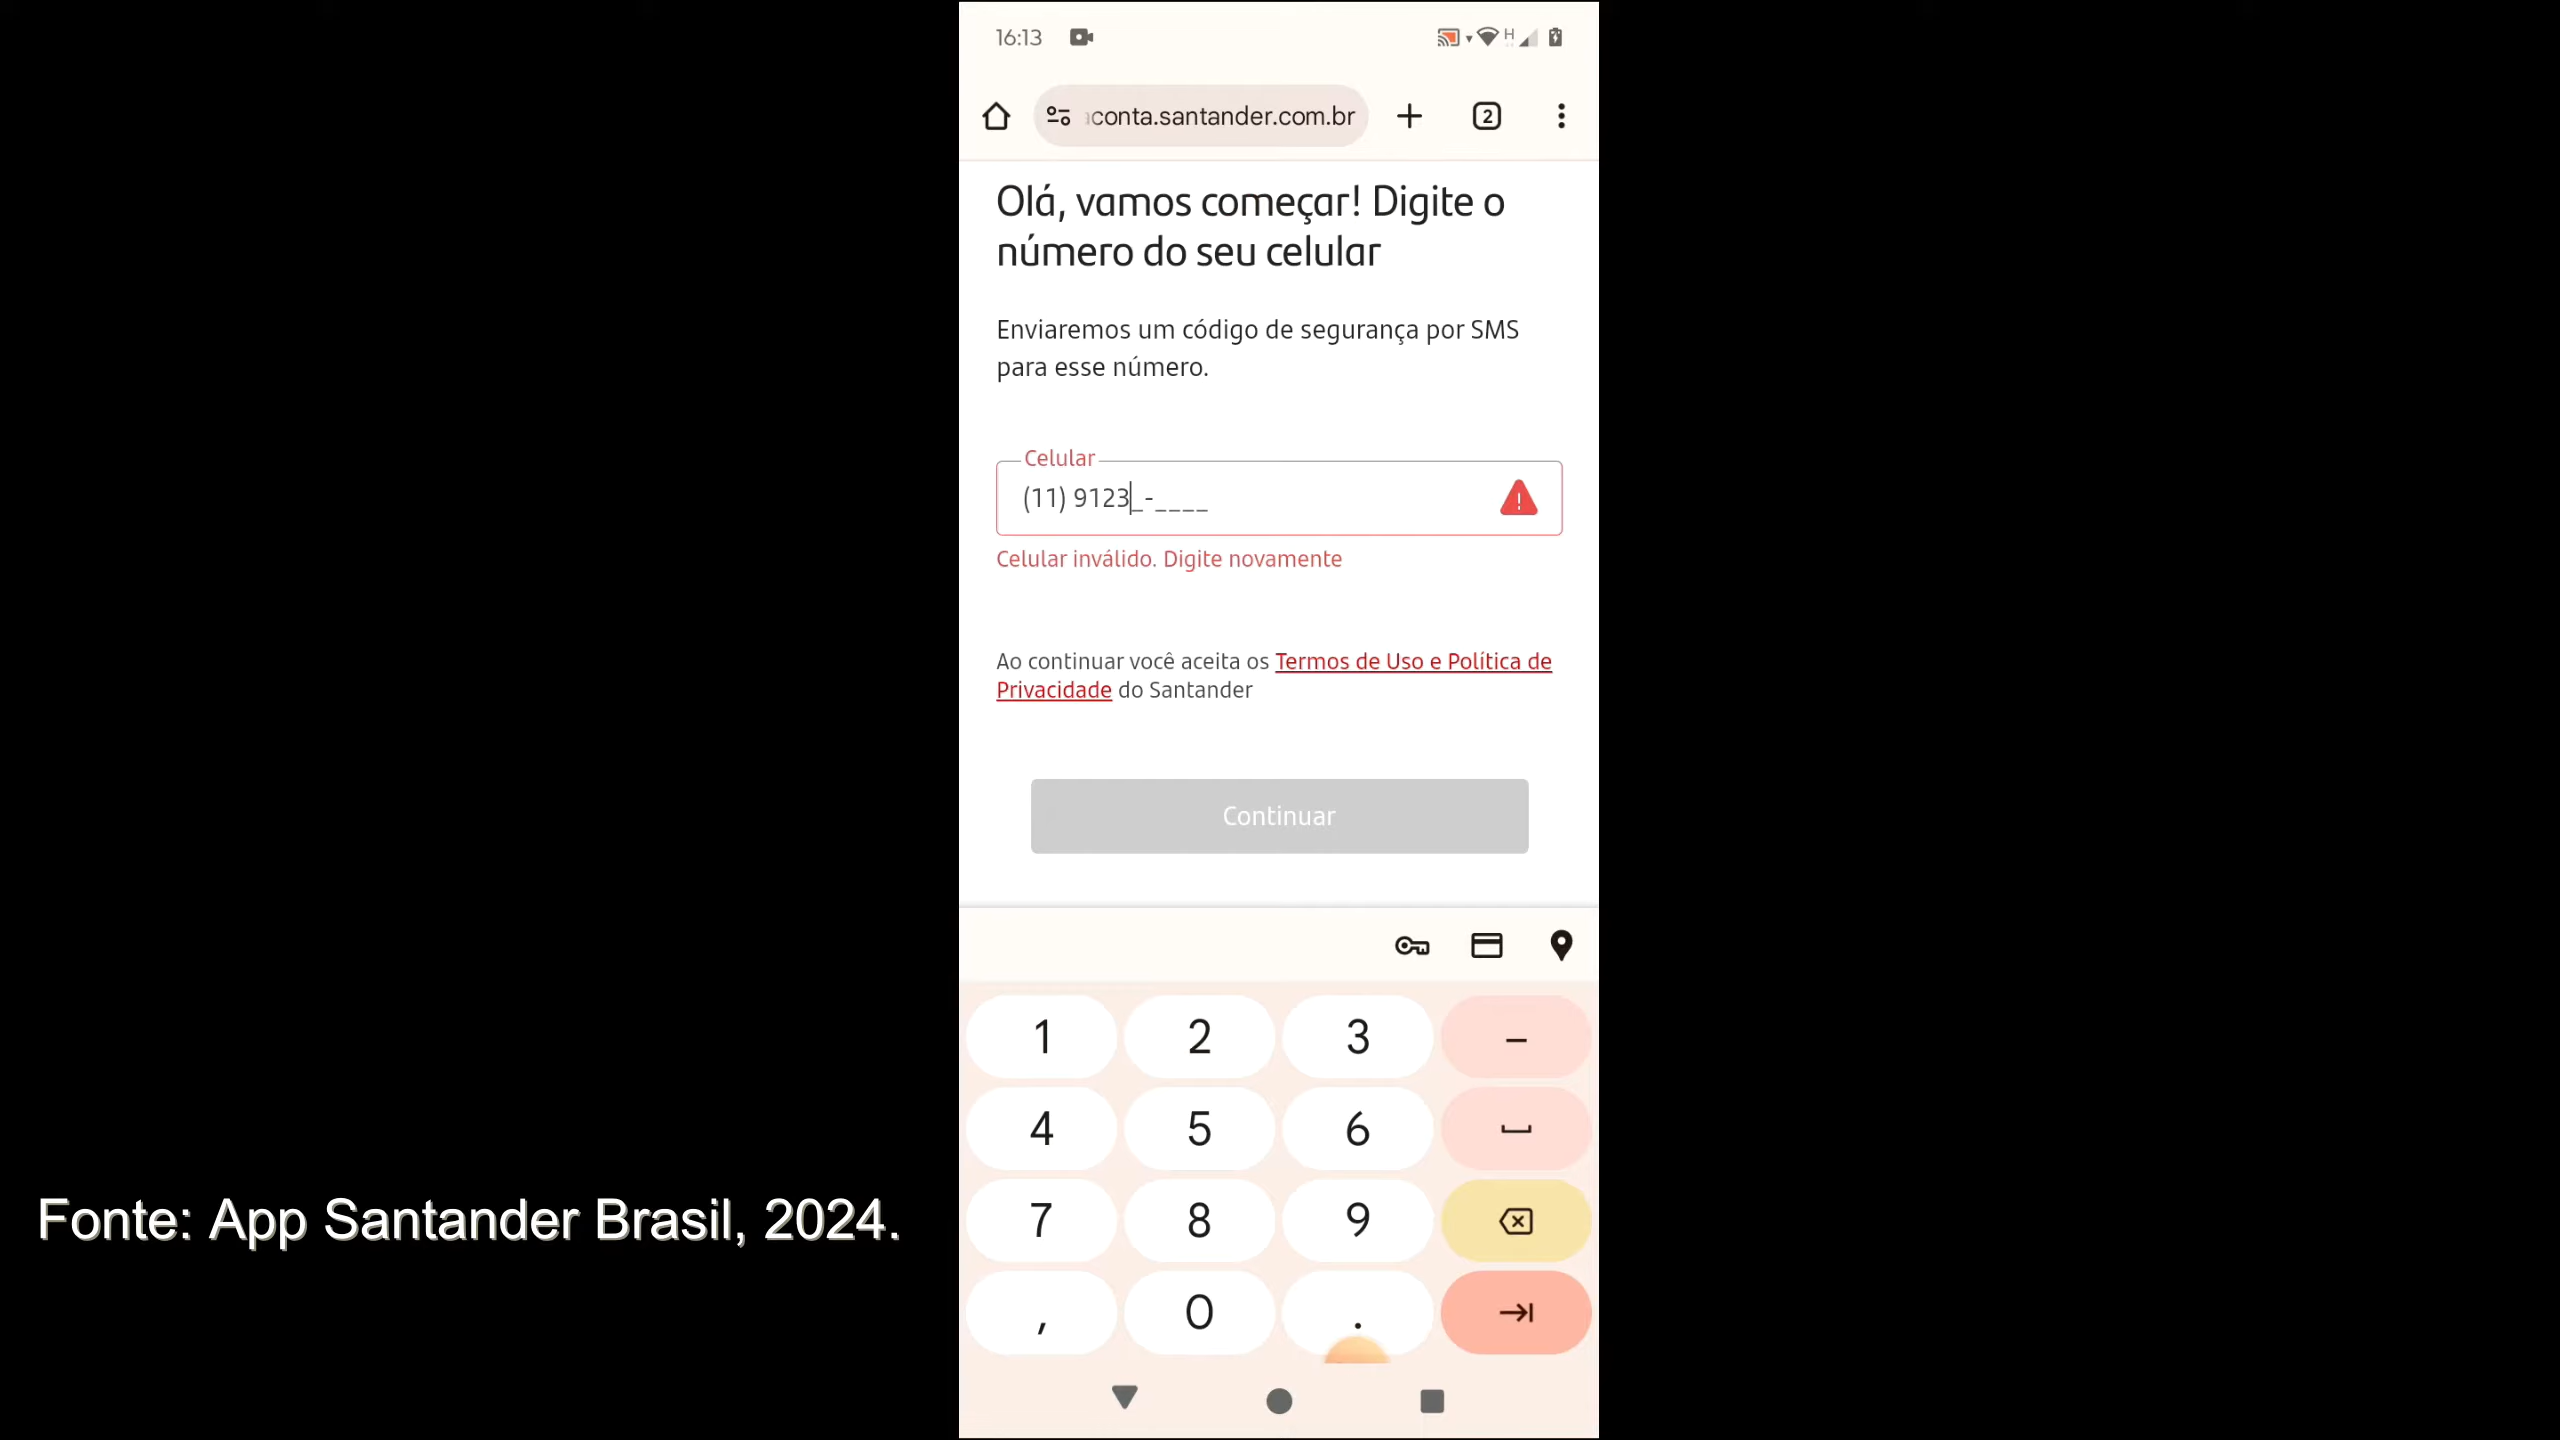 16:13
H
conta.santander.com.br
2
Olá, vamos começar! Digite o
número do seu celular
Enviaremos um código de segurança por SMS
para esse número.
Celular
(11) 9123_-____
Celular inválido. Digite novamente
Ao continuar você aceita os Termos de Uso e Política de
Privacidade do Santander
Continuar
1 2 3 –
4 5 6
7 8 9
, 0 .
Fonte: App Santander Brasil, 2024.